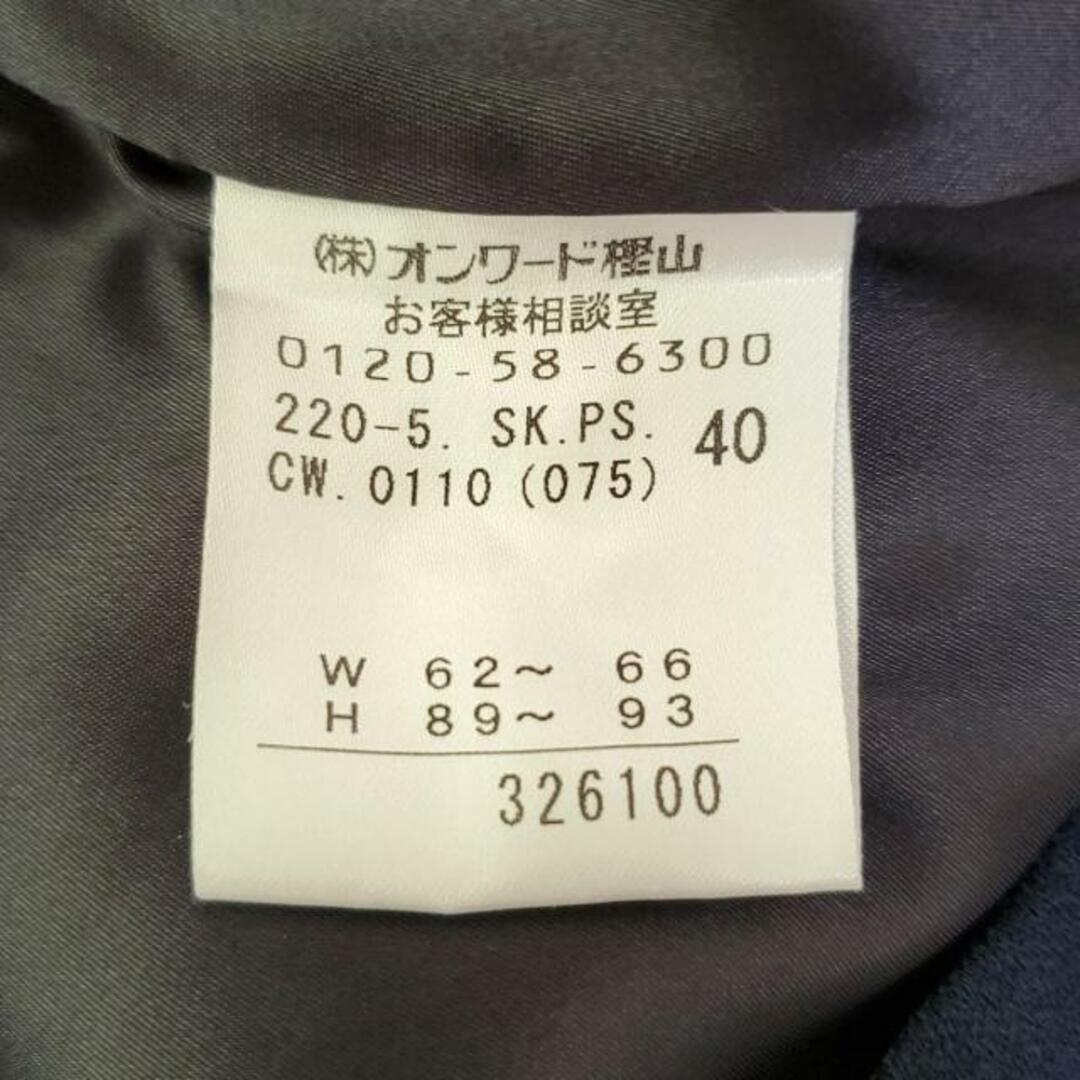 (株)オンワード樫山
お客様相談室
0120-58-6300
220-5. SK.PS. 40
CW. 0110 (075)
W 62～ 66
H 89～ 93
326100